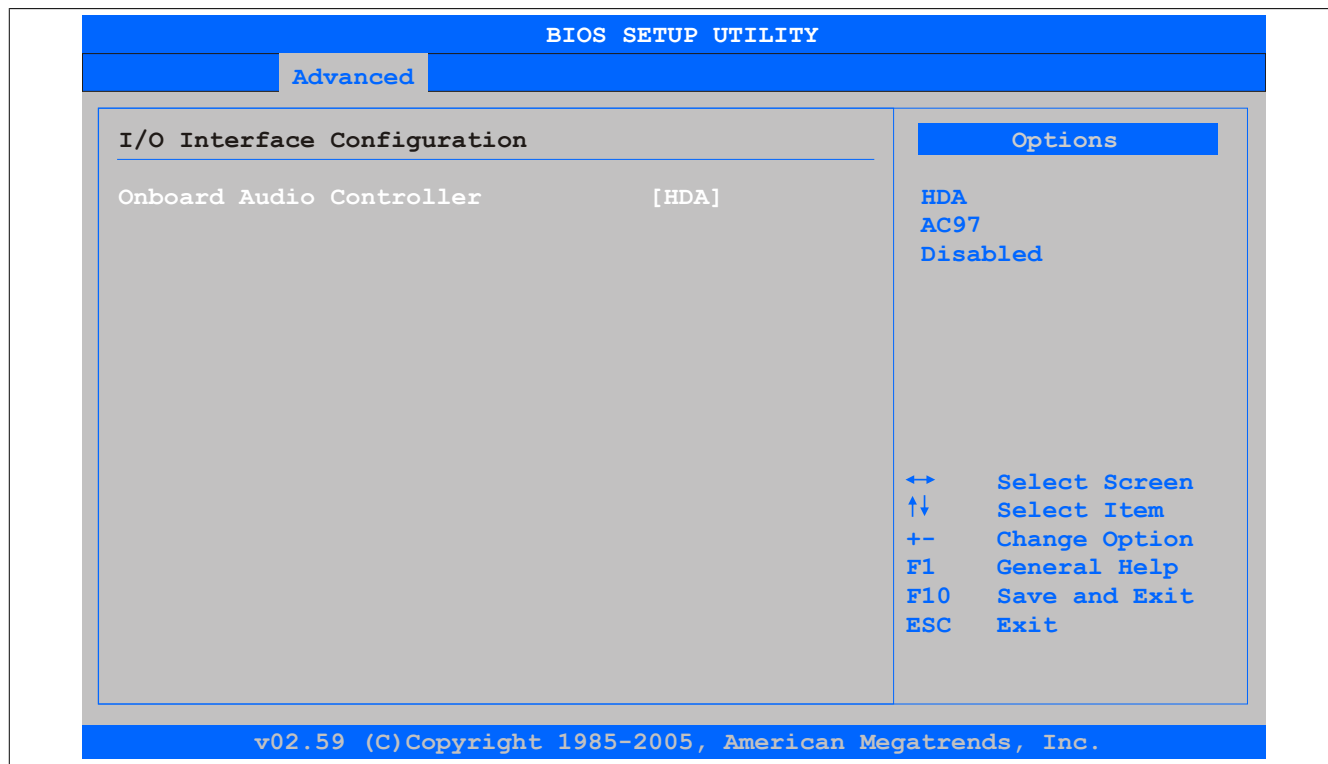 BIOS SETUP UTILITY
Advanced
I/O Interface Configuration
Onboard Audio Controller [HDA]
Options
HDA
AC97
Disabled
↔ Select Screen
↑↓ Select Item
+- Change Option
F1 General Help
F10 Save and Exit
ESC Exit
v02.59 (C)Copyright 1985-2005, American Megatrends, Inc.